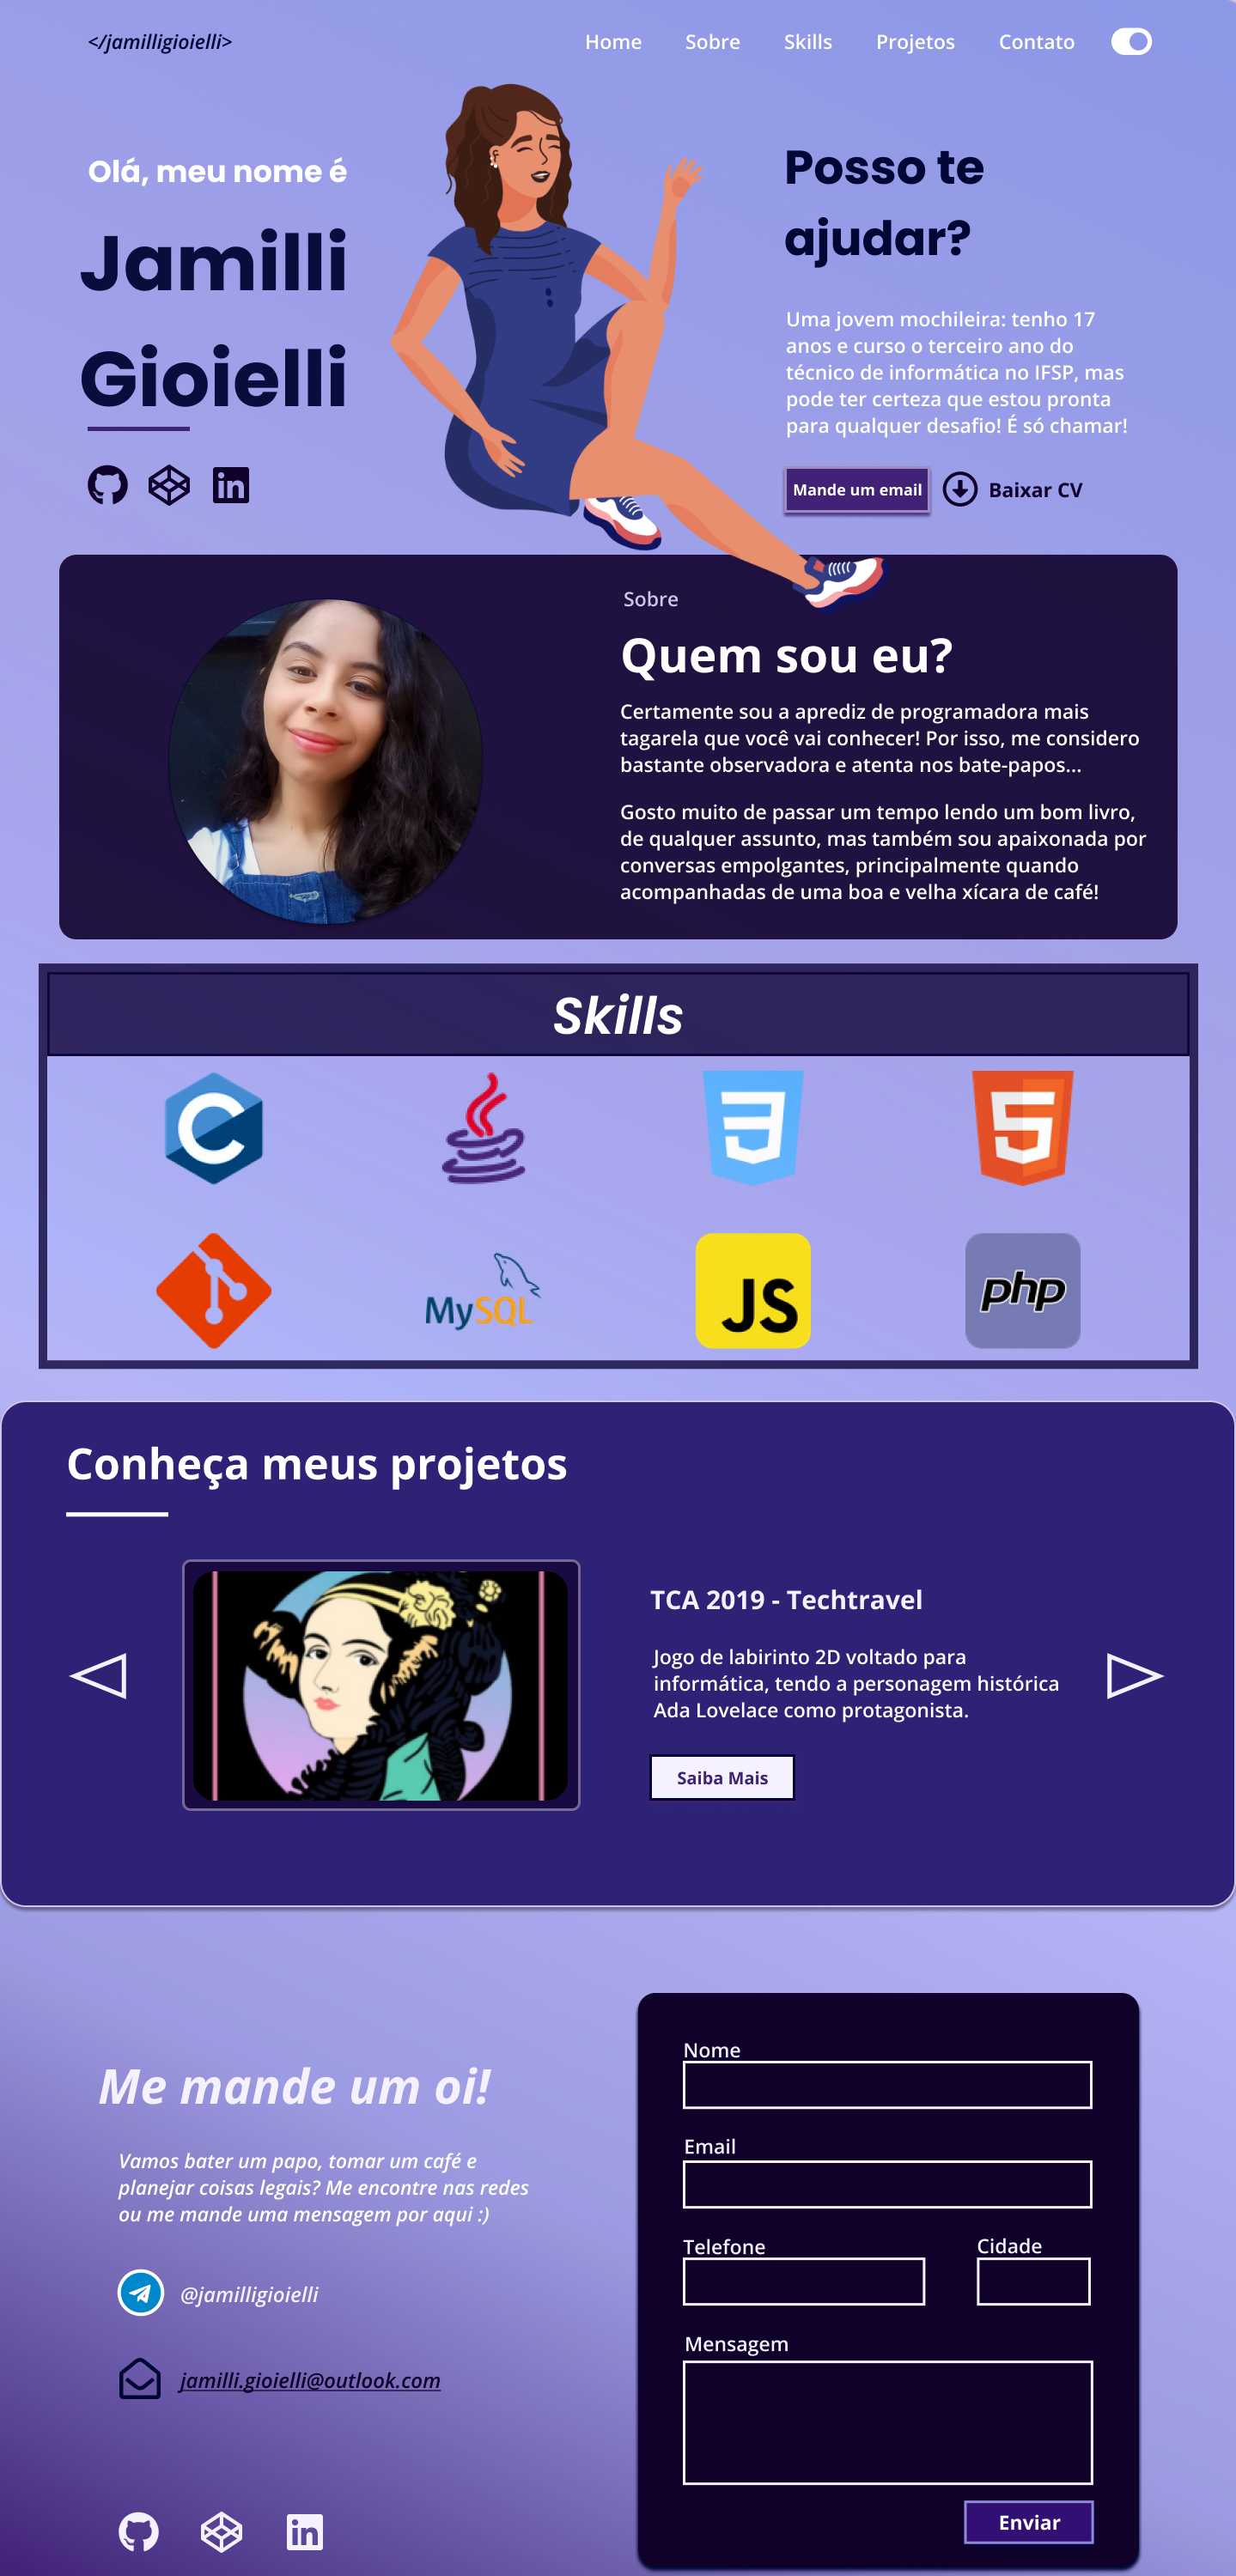 </jamilligioielli>
Home Sobre Skills Projetos Contato
Olá, meu nome é
Jamilli
Gioielli
Posso te
ajudar?
Uma jovem mochileira: tenho 17
anos e curso o terceiro ano do
técnico de informática no IFSP, mas
pode ter certeza que estou pronta
para qualquer desafio! É só chamar!
in
Mande um email
Baixar CV
Sobre
Quem sou eu?
Certamente sou a aprediz de programadora mais
tagarela que você vai conhecer! Por isso, me considero
bastante observadora e atenta nos bate-papos...
Gosto muito de passar um tempo lendo um bom livro,
de qualquer assunto, mas também sou apaixonada por
conversas empolgantes, principalmente quando
acompanhadas de uma boa e velha xícara de café!
Skills
C
3
5
MySQL
JS
php
Conheça meus projetos
TCA 2019 - Techtravel
Jogo de labirinto 2D voltado para
informática, tendo a personagem histórica
Ada Lovelace como protagonista.
Saiba Mais
Me mande um oi!
Vamos bater um papo, tomar um café e
planejar coisas legais? Me encontre nas redes
ou me mande uma mensagem por aqui :)
@jamilligioielli
jamilli.gioielli@outlook.com
in
Nome
Email
Telefone
Cidade
Mensagem
Enviar